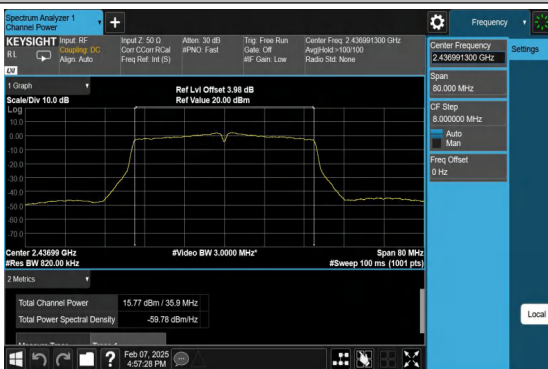 Spectrum Analyzer 1
Channel Power
Frequency
KEYSIGHT
RL
LXI
Input: RF
Coupling: DC
Align: Auto
Input Z: 50 Ω
Corr CCorr RCal
Freq Ref: Int (S)
Atten: 30 dB
#PNO: Fast
Trig: Free Run
Gate: Off
#IF Gain: Low
Center Freq: 2.436991300 GHz
Avg|Hold:>100/100
Radio Std: None
Center Frequency
2.436991300 GHz
Settings
Span
80.000 MHz
CF Step
8.000000 MHz
Auto
Man
Freq Offset
0 Hz
1 Graph
Scale/Div 10.0 dB
Ref Lvl Offset 3.98 dB
Ref Value 20.00 dBm
Log
10.0
0.00
-10.0
-20.0
-30.0
-40.0
-50.0
-60.0
-70.0
Center 2.43699 GHz
#Res BW 820.00 kHz
#Video BW 3.0000 MHz*
Span 80 MHz
#Sweep 100 ms (1001 pts)
2 Metrics
Total Channel Power 15.77 dBm / 35.9 MHz
Total Power Spectral Density -59.78 dBm/Hz
Local
?
Feb 07, 2025
4:57:28 PM